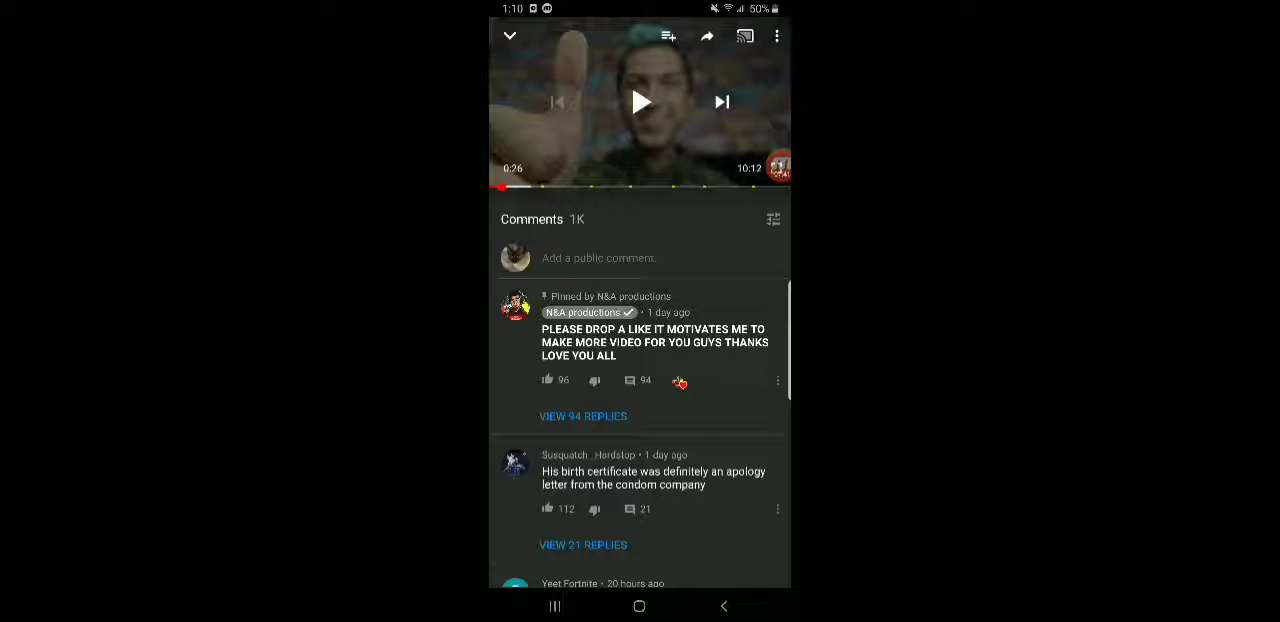 1:10
50%
0:26
10:12
Comments 1K
Add a public comment.
Pinned by N&A productions
N&A productions • 1 day ago
PLEASE DROP A LIKE IT MOTIVATES ME TO
MAKE MORE VIDEO FOR YOU GUYS THANKS
LOVE YOU ALL
96
94
VIEW 94 REPLIES
Susquatch_Hardstop • 1 day ago
His birth certificate was definitely an apology
letter from the condom company
112
21
VIEW 21 REPLIES
Yeet Fortnite • 20 hours ago